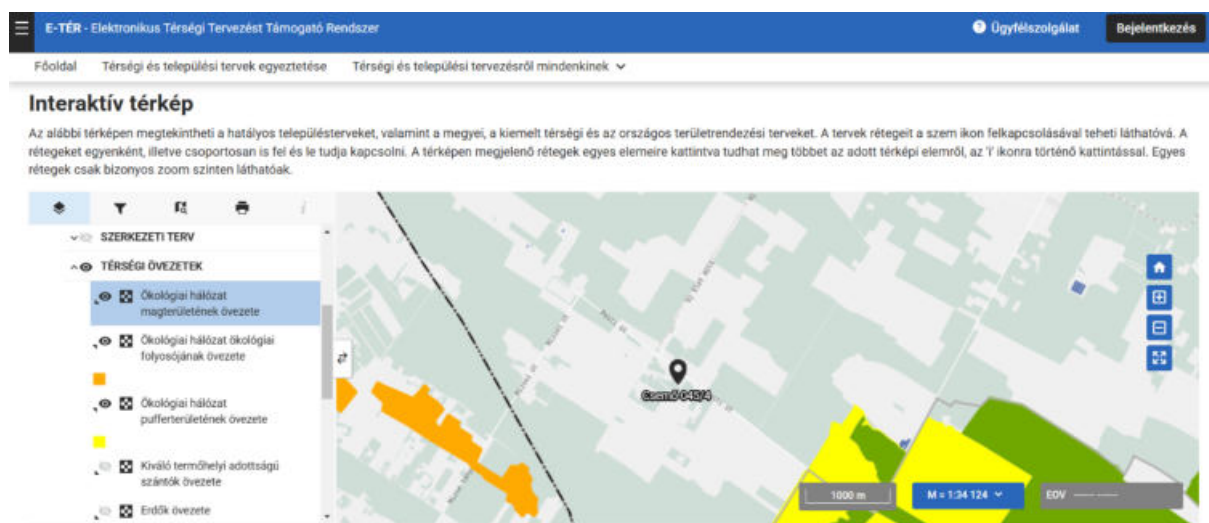 E-TÉR - Elektronikus Térségi Tervezést Támogató Rendszer
Ügyfélszolgálat
Bejelentkezés
Főoldal Térségi és települési tervek egyeztetése Térségi és települési tervezésről mindenkinek
Interaktív térkép
Az alábbi térképen megtekintheti a hatályos településterveket, valamint a megyei, a kiemelt térségi és az országos területrendezési terveket. A tervek rétegeit a szem ikon felkapcsolásával teheti láthatóvá. A
rétegeket egyenként, illetve csoportosan is fel és le tudja kapcsolni. A térképen megjelenő rétegek egyes elemeire kattintva tudhat meg többet az adott térképi elemről, az 'i' ikonra történő kattintással. Egyes
rétegek csak bizonyos zoom szinten láthatóak.
SZERKEZETI TERV
TÉRSÉGI ÖVEZETEK
Ökológiai hálózat
magterületének övezete
Ökológiai hálózat ökológiai
folyosójának övezete
Ökológiai hálózat
pufferterületének övezete
Kiváló termőhelyi adottságú
szántók övezete
Erdők övezete
Csemő 045/4
1000 m
M = 1:34 124
EOV